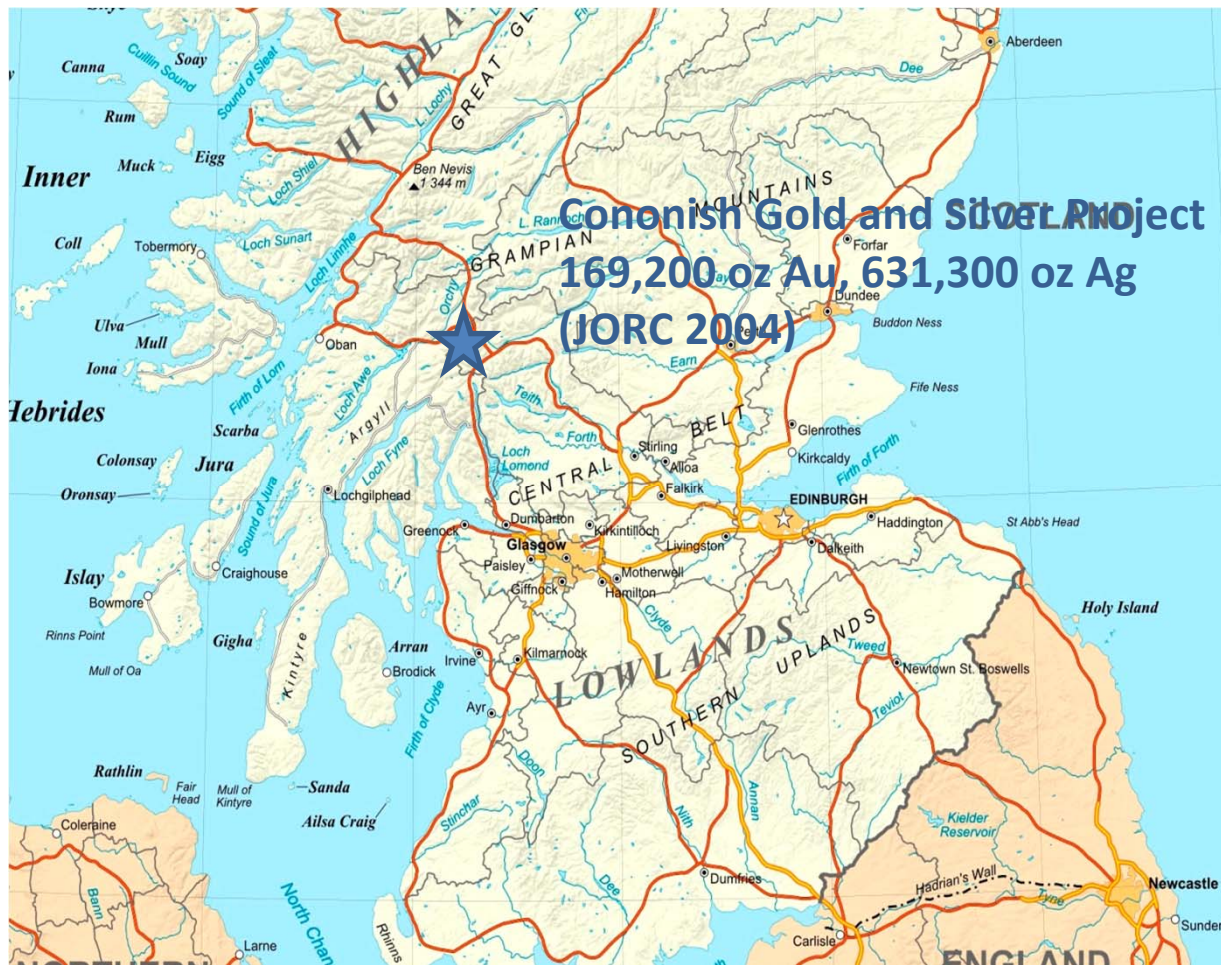 Skye
Canna
Cuillin Sound
Soay
Sound of Sleet
Rum
Inner
Muck
Eigg
Loch Shiel
HIGHLA
L. Lochy
GREAT GL
Ben Nevis
1 344 m
Aberdeen
Dee
MOUNTAINS
GRAMPIAN
L. Rannoch
Cononish Gold and Silver Project
169,200 oz Au, 631,300 oz Ag
(JORC 2004)
SCOTLAND
Forfar
Tay
Dundee
Buddon Ness
Perth
Earn
Coll
Tobermory
Loch Sunart
Loch Linnhe
Orchy
Ulva
Mull
Iona
Oban
Firth of Lorn
Loch Awe
Hebrides
Scarba
Argyll
Teith
Forth
Fife Ness
BELT
Glenrothes
Kirkcaldy
Firth of Forth
Stirling
Alloa
Falkirk
CENTRAL
Loch
Lomond
Loch Fyne
Colonsay
Jura
Oronsay
Sound of Jura
Lochgilphead
EDINBURGH
Haddington
St Abb's Head
Greenock
Dumbarton
Kirkintilloch
Glasgow
Livingston
Dalkeith
Paisley
Motherwell
Giffnock
Hamilton
Islay
Craighouse
Bowmore
Rinns Point
Mull of Oa
Gigha
Kintyre
Arran
Brodick
Irvine
Kilmarnock
Clyde
LOWLANDS
SOUTHERN UPLANDS
Tweed
Newtown St. Boswells
Teviot
Holy Island
Firth of Clyde
Ayr
Doon
Stinchar
Nith
Annan
Rathlin
Fair
Head
Mull of
Kintyre
Sanda
Ailsa Craig
Coleraine
Bann
Kielder
Reservoir
Dumfries
Dee
Hadrian's Wall
Newcastle
Tyne
Sunder
Carlisle
North Chan
Rhinns
Larne
NORTHERN
ENGLAND